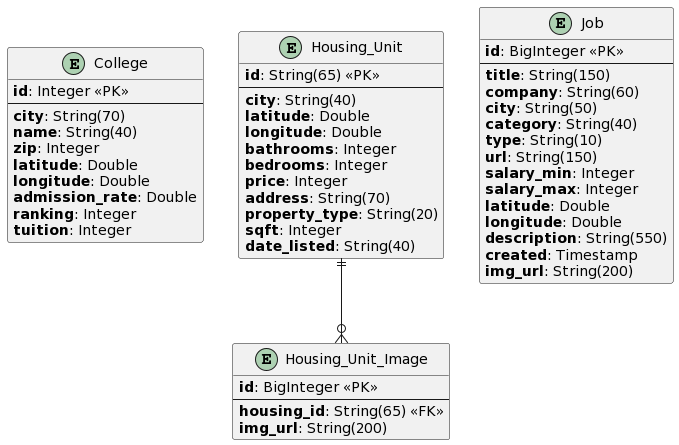 E College
id: Integer «PK»
city: String(70)
name: String(40)
zip: Integer
latitude: Double
longitude: Double
admission_rate: Double
ranking: Integer
tuition: Integer
E Housing_Unit
id: String(65) «PK»
city: String(40)
latitude: Double
longitude: Double
bathrooms: Integer
bedrooms: Integer
price: Integer
address: String(70)
property_type: String(20)
sqft: Integer
date_listed: String(40)
E Job
id: BigInteger «PK»
title: String(150)
company: String(60)
city: String(50)
category: String(40)
type: String(10)
url: String(150)
salary_min: Integer
salary_max: Integer
latitude: Double
longitude: Double
description: String(550)
created: Timestamp
img_url: String(200)
E Housing_Unit_Image
id: BigInteger «PK»
housing_id: String(65) «FK»
img_url: String(200)